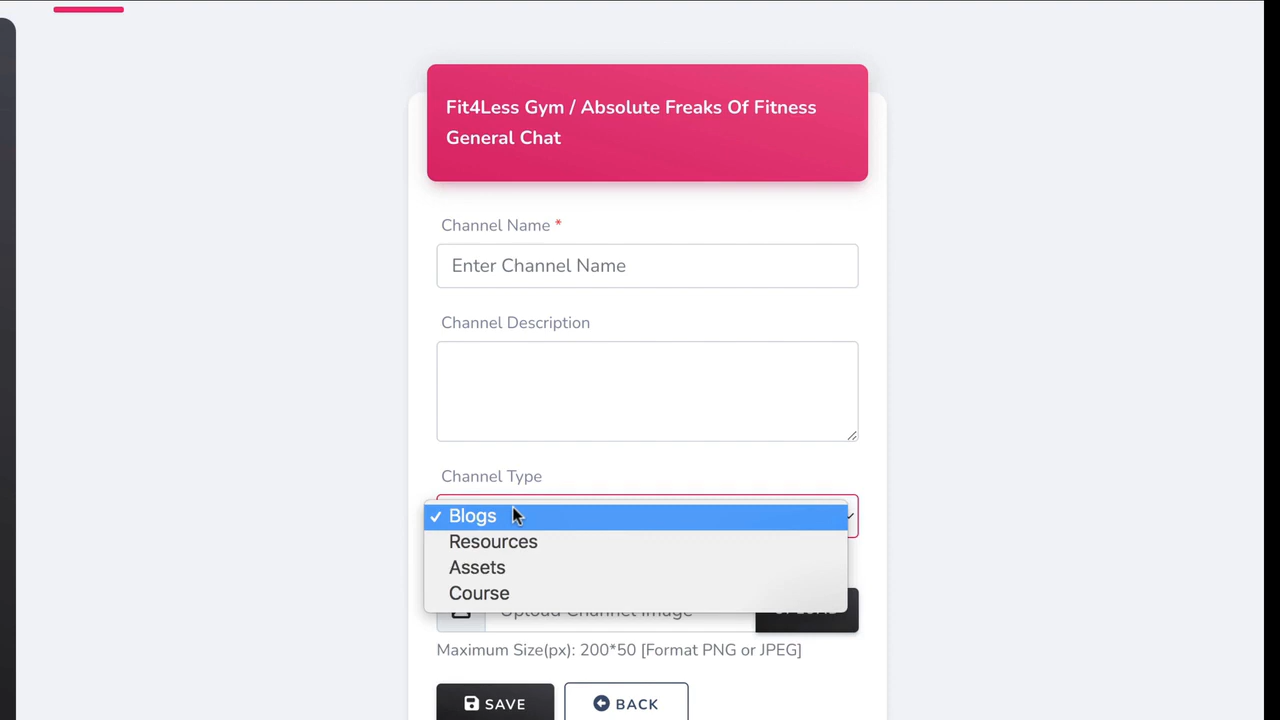 Fit4Less Gym / Absolute Freaks Of Fitness
General Chat
Channel Name *
Enter Channel Name
Channel Description
Channel Type
✓ Blogs
Resources
Assets
Course
Upload Channel Image
Maximum Size(px): 200*50 [Format PNG or JPEG]
SAVE BACK